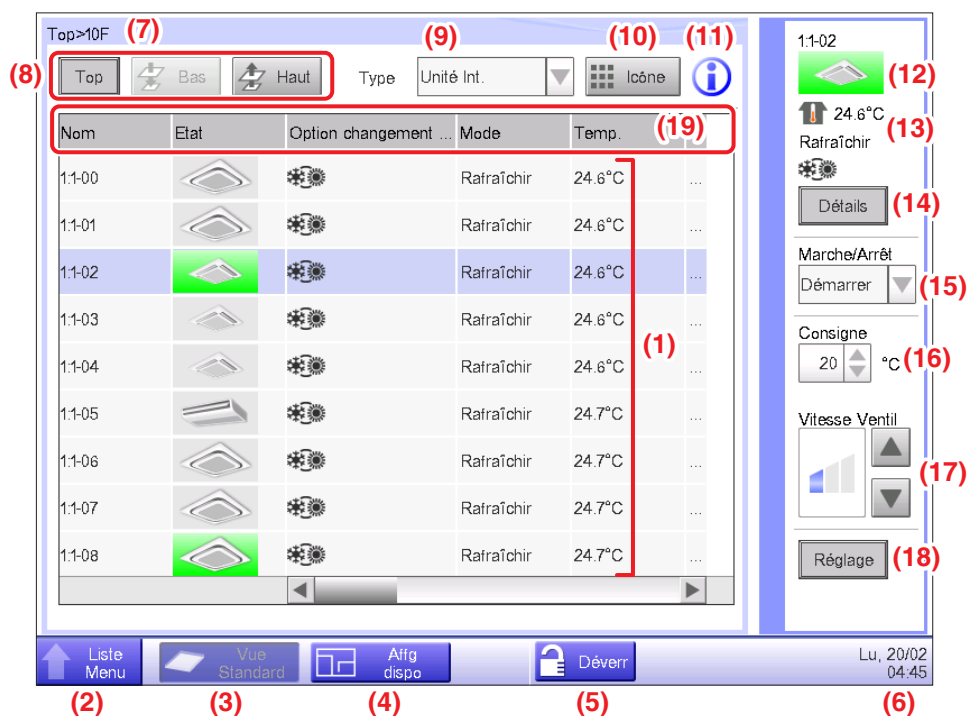 Top>10F
(7)
(8)
Top
Bas
Haut
Type
(9)
Unité Int.
(10)
Icône
(11)
Nom
Etat
Option changement ...
Mode
Temp.
(19)
1:1-00
Rafraîchir
24.6°C
...
1:1-01
Rafraîchir
24.6°C
...
1:1-02
Rafraîchir
24.6°C
...
1:1-03
Rafraîchir
24.6°C
...
1:1-04
Rafraîchir
24.6°C
...
1:1-05
Rafraîchir
24.7°C
...
1:1-06
Rafraîchir
24.7°C
...
1:1-07
Rafraîchir
24.7°C
...
1:1-08
Rafraîchir
24.7°C
...
(1)
1:1-02
(12)
24.6°C
(13)
Rafraîchir
Détails
(14)
Marche/Arrêt
Démarrer
(15)
Consigne
20
°C
(16)
Vitesse Ventil
(17)
Réglage
(18)
Liste
Menu
Vue
Standard
Affg
dispo
Déverr
Lu, 20/02
04:45
(2)
(3)
(4)
(5)
(6)